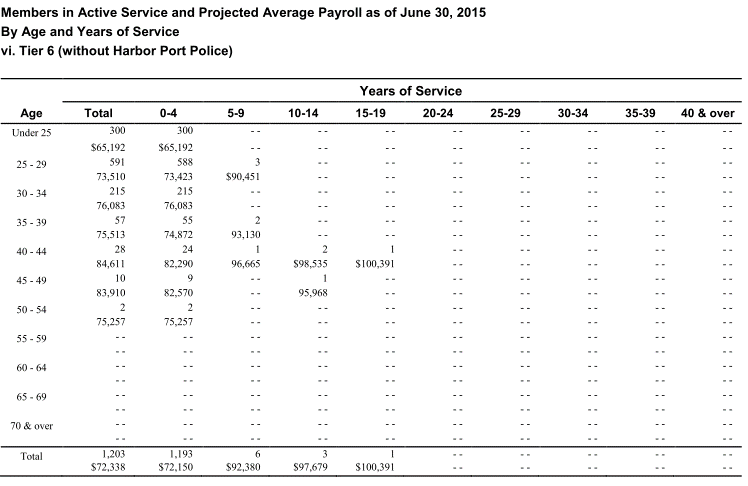 Members in Active Service and Projected Average Payroll as of June 30, 2015
By Age and Years of Service
vi. Tier 6 (without Harbor Port Police)
Years of Service
Age Total 0-4 5-9 10-14 15-19 20-24 25-29 30-34 35-39 40 & over
Under 25 300 300 - - - - - - - - - - - - - - - -
$65,192 $65,192 - - - - - - - - - - - - - - - -
25 - 29 591 588 3 - - - - - - - - - - - - - -
73,510 73,423 $90,451 - - - - - - - - - - - - - -
30 - 34 215 215 - - - - - - - - - - - - - - - -
76,083 76,083 - - - - - - - - - - - - - - - -
35 - 39 57 55 2 - - - - - - - - - - - - - -
75,513 74,872 93,130 - - - - - - - - - - - - - -
40 - 44 28 24 1 2 1 - - - - - - - - - -
84,611 82,290 96,665 $98,535 $100,391 - - - - - - - - - -
45 - 49 10 9 - - 1 - - - - - - - - - - - -
83,910 82,570 - - 95,968 - - - - - - - - - - - -
50 - 54 2 2 - - - - - - - - - - - - - - - -
75,257 75,257 - - - - - - - - - - - - - - - -
55 - 59 - - - - - - - - - - - - - - - - - - - -
- - - - - - - - - - - - - - - - - - - -
60 - 64 - - - - - - - - - - - - - - - - - - - -
- - - - - - - - - - - - - - - - - - - -
65 - 69 - - - - - - - - - - - - - - - - - - - -
- - - - - - - - - - - - - - - - - - - -
70 & over - - - - - - - - - - - - - - - - - - - -
- - - - - - - - - - - - - - - - - - - -
Total 1,203 1,193 6 3 1 - - - - - - - - - -
$72,338 $72,150 $92,380 $97,679 $100,391 - - - - - - - - - -